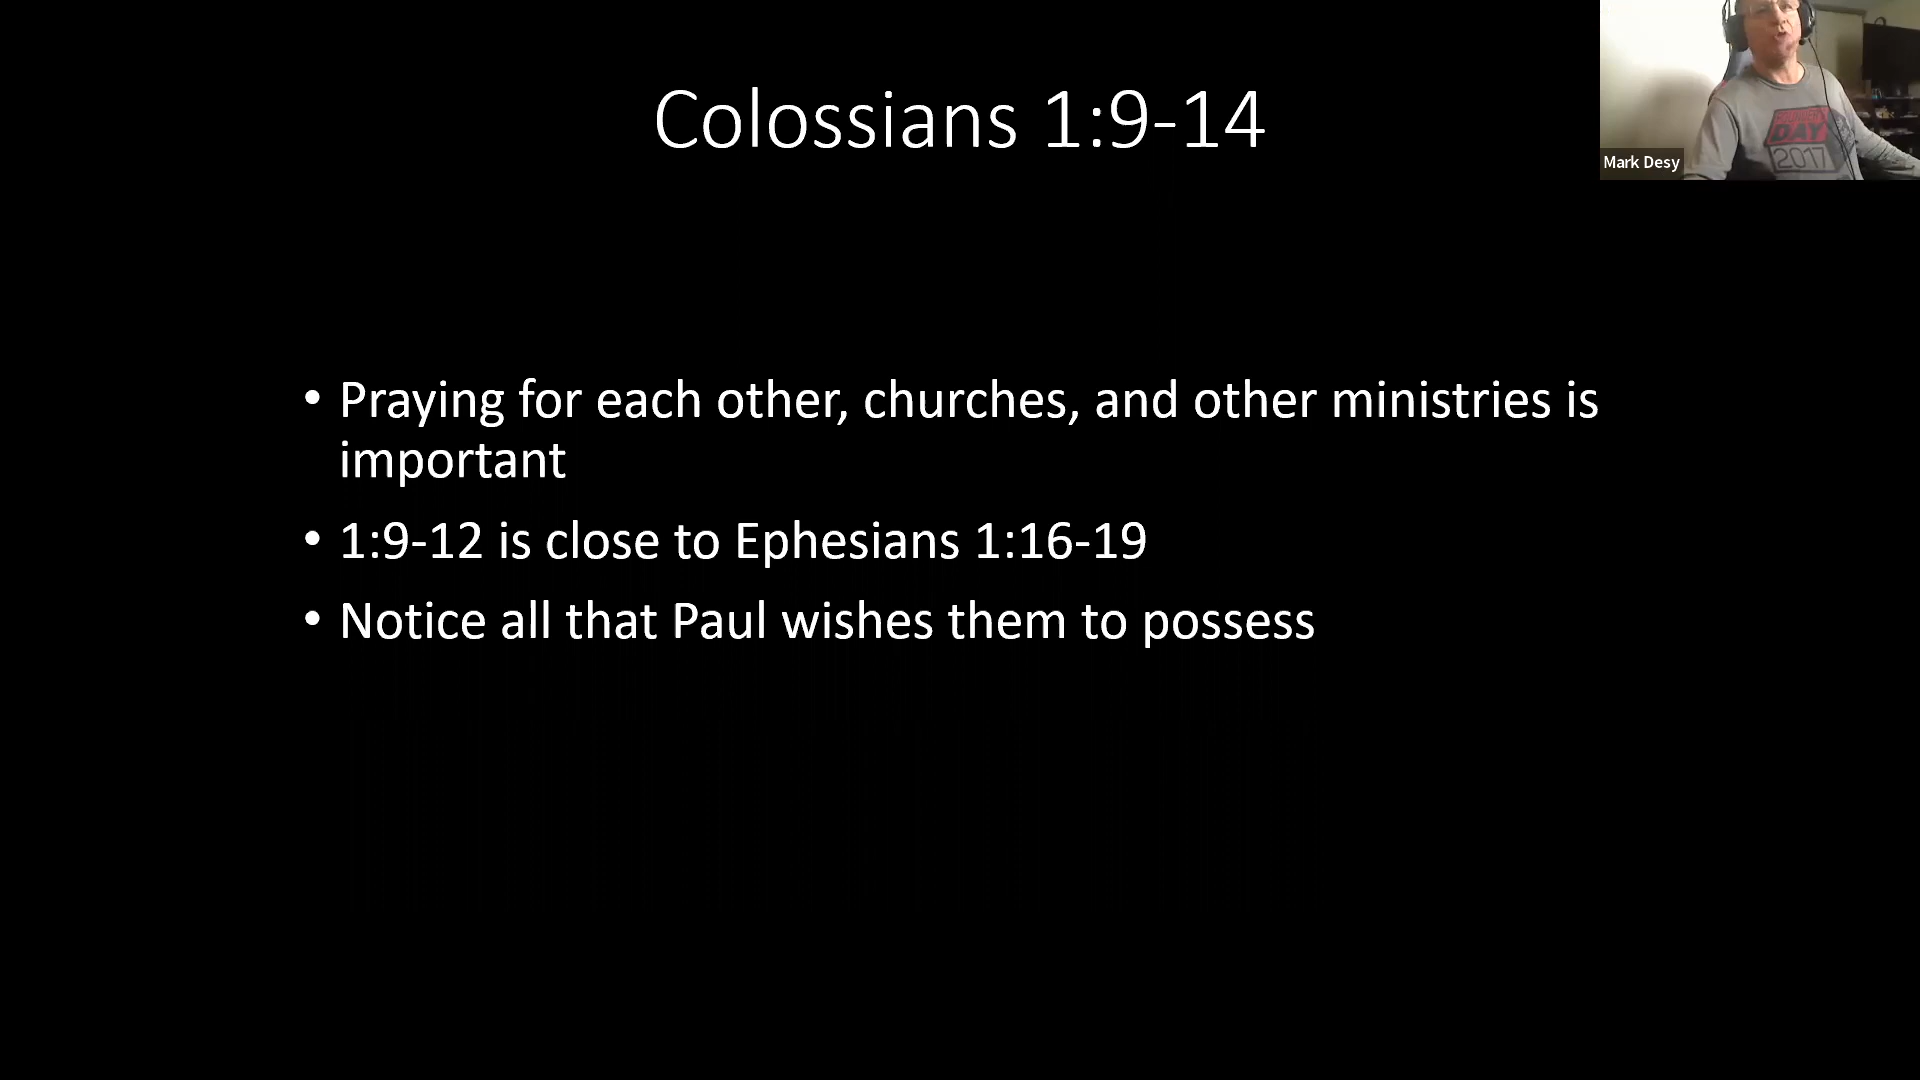 Colossians 1:9-14
Mark Desy
DAY
2017
• Praying for each other, churches, and other ministries is
important
• 1:9-12 is close to Ephesians 1:16-19
• Notice all that Paul wishes them to possess